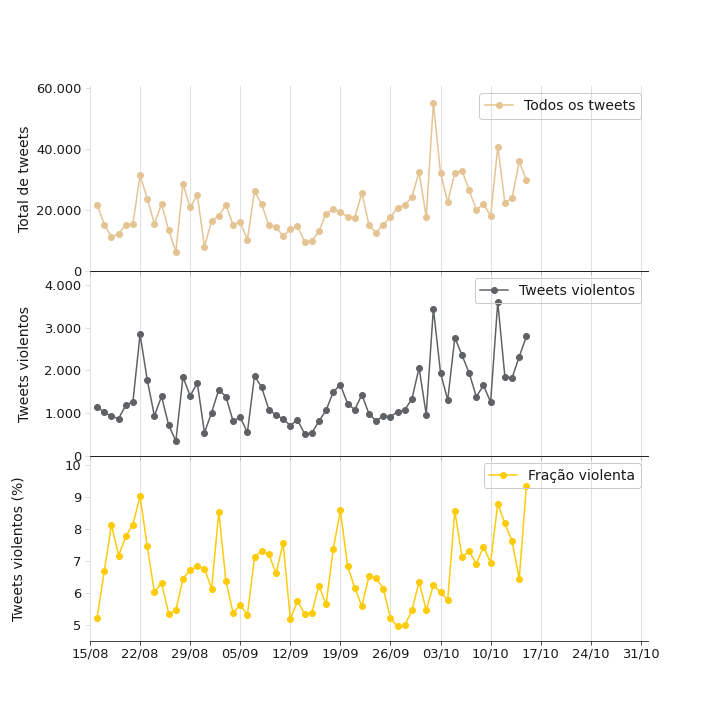 60.000
40.000
20.000
0
Total de tweets
Todos os tweets
4.000
3.000
2.000
1.000
0
Tweets violentos
Tweets violentos
10
9
8
7
6
5
Tweets violentos (%)
Fração violenta
15/08 22/08 29/08 05/09 12/09 19/09 26/09 03/10 10/10 17/10 24/10 31/10